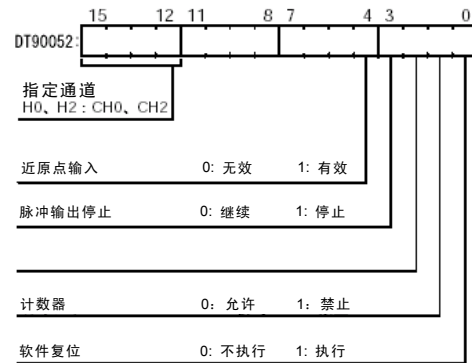 15 12 11 8 7 4 3 0
DT90052:
指定通道
H0、H2：CH0、CH2
近原点输入 0: 无效 1: 有效
脉冲输出停止 0: 继续 1: 停止
计数器 0: 允许 1: 禁止
软件复位 0: 不执行 1: 执行